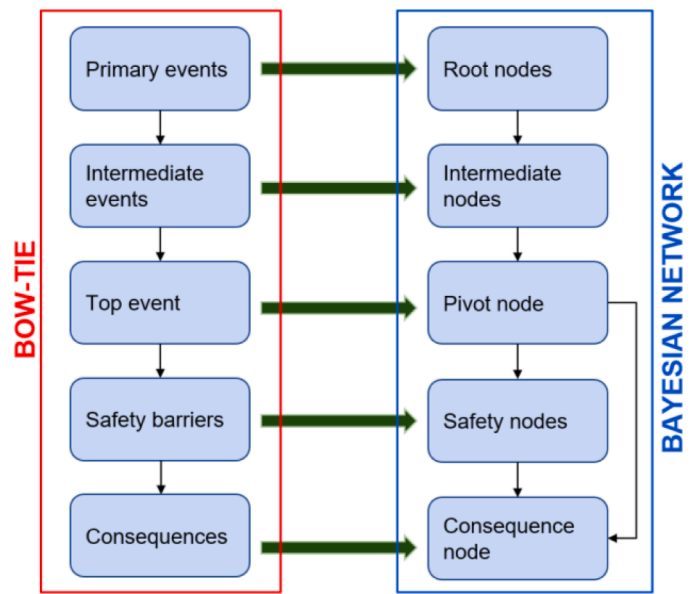 BOW-TIE
Primary events
Intermediate
events
Top event
Safety barriers
Consequences
Root nodes
Intermediate
nodes
Pivot node
Safety nodes
Consequence
node
BAYESIAN NETWORK